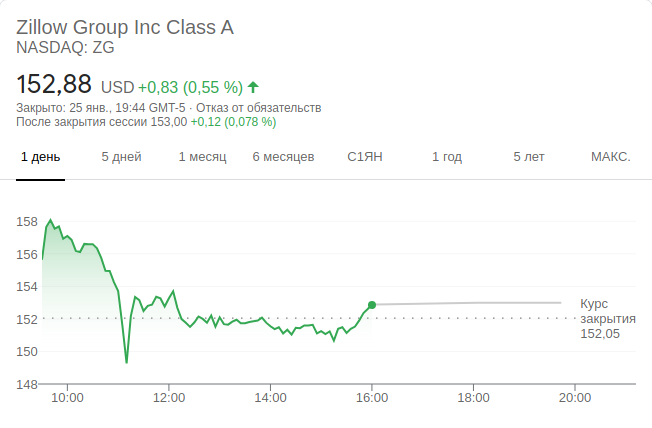 Zillow Group Inc Class A
NASDAQ: ZG
152,88 USD +0,83 (0,55 %)
Закрыто: 25 янв., 19:44 GMT-5 · Отказ от обязательств
После закрытия сессии 153,00 +0,12 (0,078 %)
1 день 5 дней 1 месяц 6 месяцев С1ЯН 1 год 5 лет МАКС.
158
156
154
152
150
148
Курс
закрытия
152,05
10:00 12:00 14:00 16:00 18:00 20:00